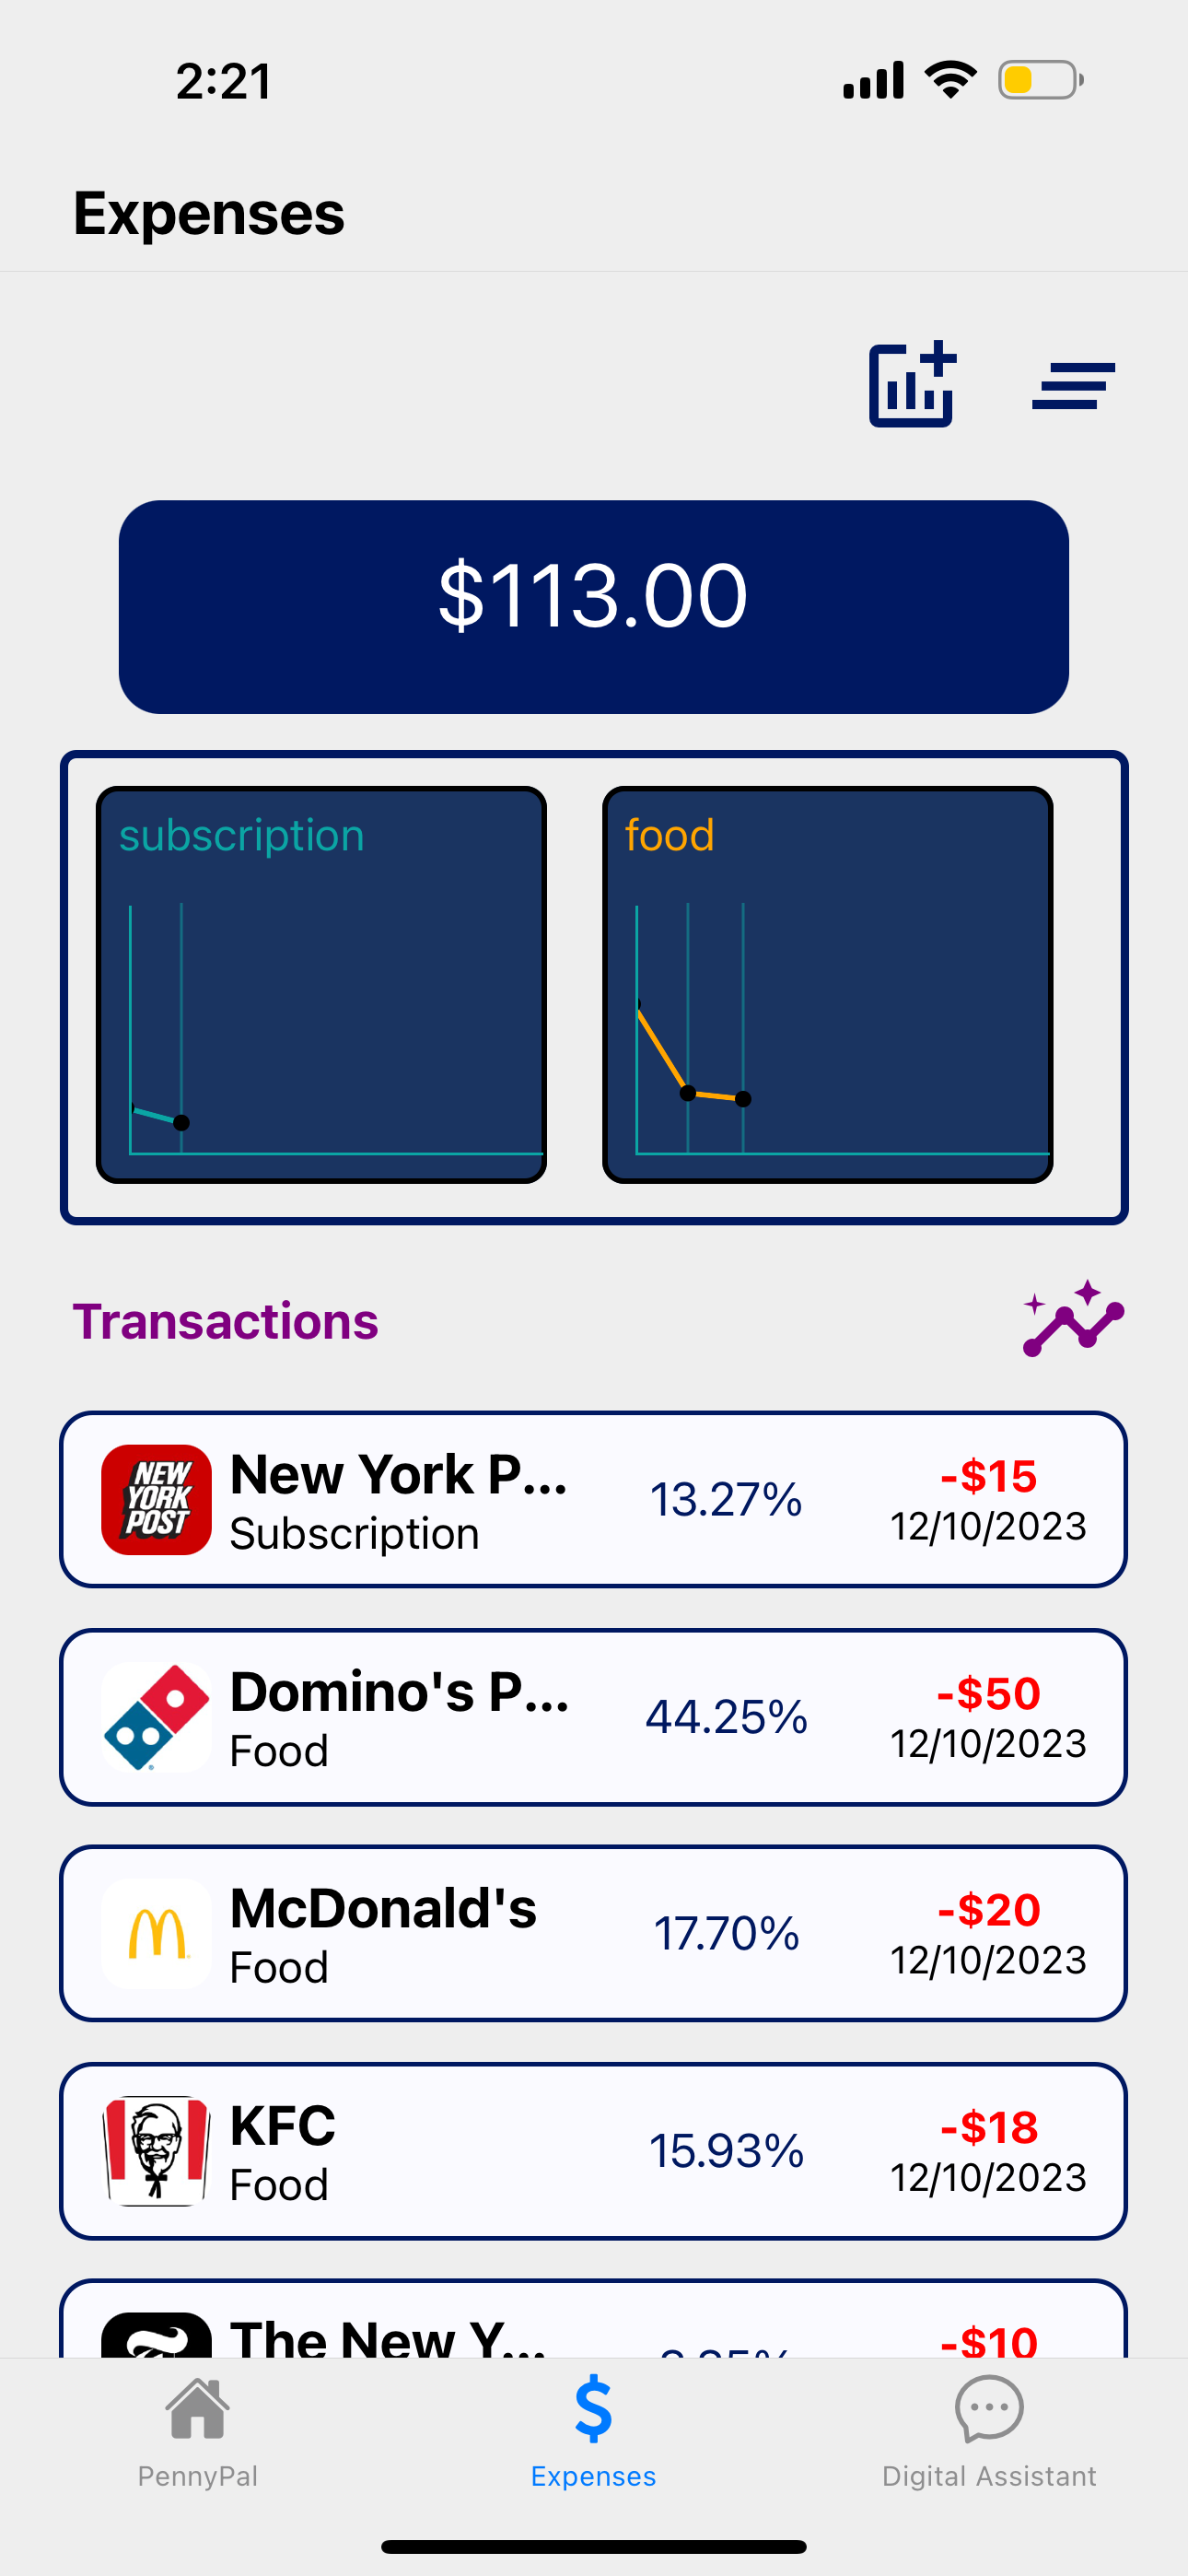 2:21
Expenses
$113.00
subscription
food
Transactions
NEW
YORK
POST
New York P...
Subscription
13.27%
-$15
12/10/2023
Domino's P...
Food
44.25%
-$50
12/10/2023
McDonald's
Food
17.70%
-$20
12/10/2023
KFC
Food
15.93%
-$18
12/10/2023
The New Y...
-$10
PennyPal
Expenses
Digital Assistant